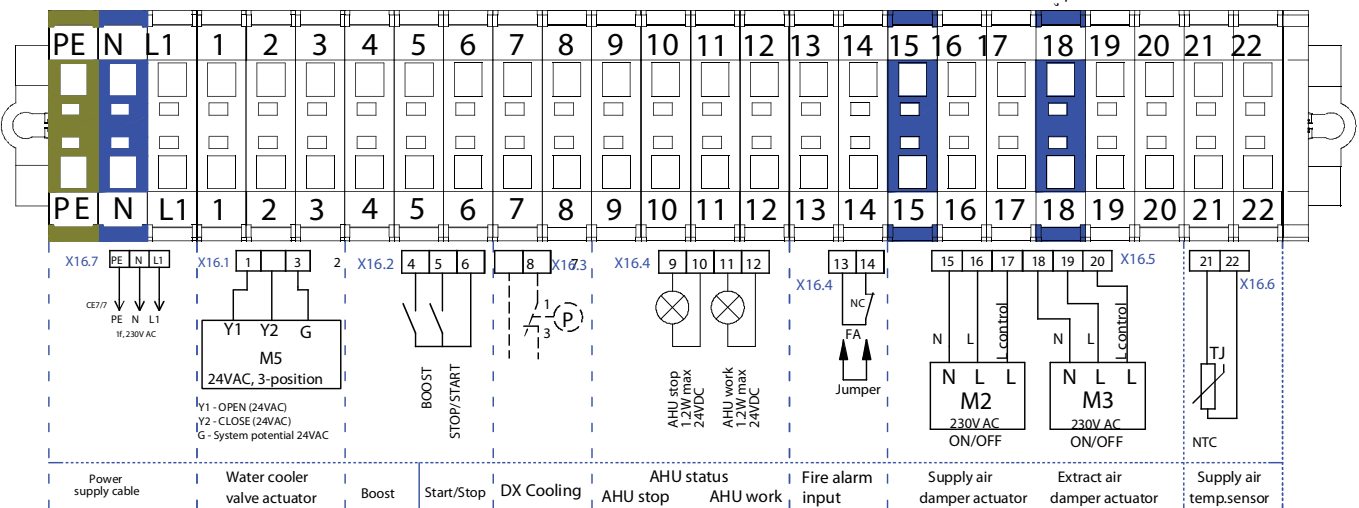 PE N L1 1 2 3 4 5 6 7 8 9 10 11 12 13 14 15 16 17 18 19 20 21 22
PE N L1 1 2 3 4 5 6 7 8 9 10 11 12 13 14 15 16 17 18 19 20 21 22
X16.7 PE N L1
CE7/7
PE N L1
1f, 230V AC
X16.1 1 3 2
Y1 Y2 G
M5
24VAC, 3-position
Y1 - OPEN (24VAC)
Y2 - CLOSE (24VAC)
G - System potential 24VAC
X16.2 4 5 6
BOOST
STOP/START
8 X16.3 7
1
P
3
X16.4 9 10 11 12
AHU stop
1.2W max
24VDC
AHU work
1.2W max
24VDC
13 14
X16.4
NC
FA
Jumper
15 16 17 18 19 20 X16.5
N L L control
N L L
M2
230V AC
ON/OFF
N L L control
N L L
M3
230V AC
ON/OFF
21 22
X16.6
TJ
NTC
Power
supply cable
Water cooler
valve actuator
Boost
Start/Stop
DX Cooling
AHU status
AHU stop AHU work
Fire alarm
input
Supply air
damper actuator
Extract air
damper actuator
Supply air
temp.sensor